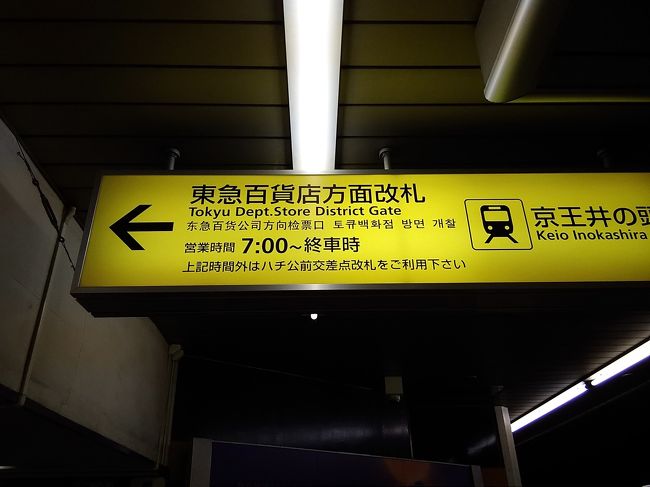 東急百貨店方面改札
Tokyu Dept.Store District Gate
东急百货公司方向检票口 토큐백화점 방면 개찰
営業時間 7:00～終車時
上記時間外はハチ公前交差点改札をご利用下さい
京王井の頭
Keio Inokashira